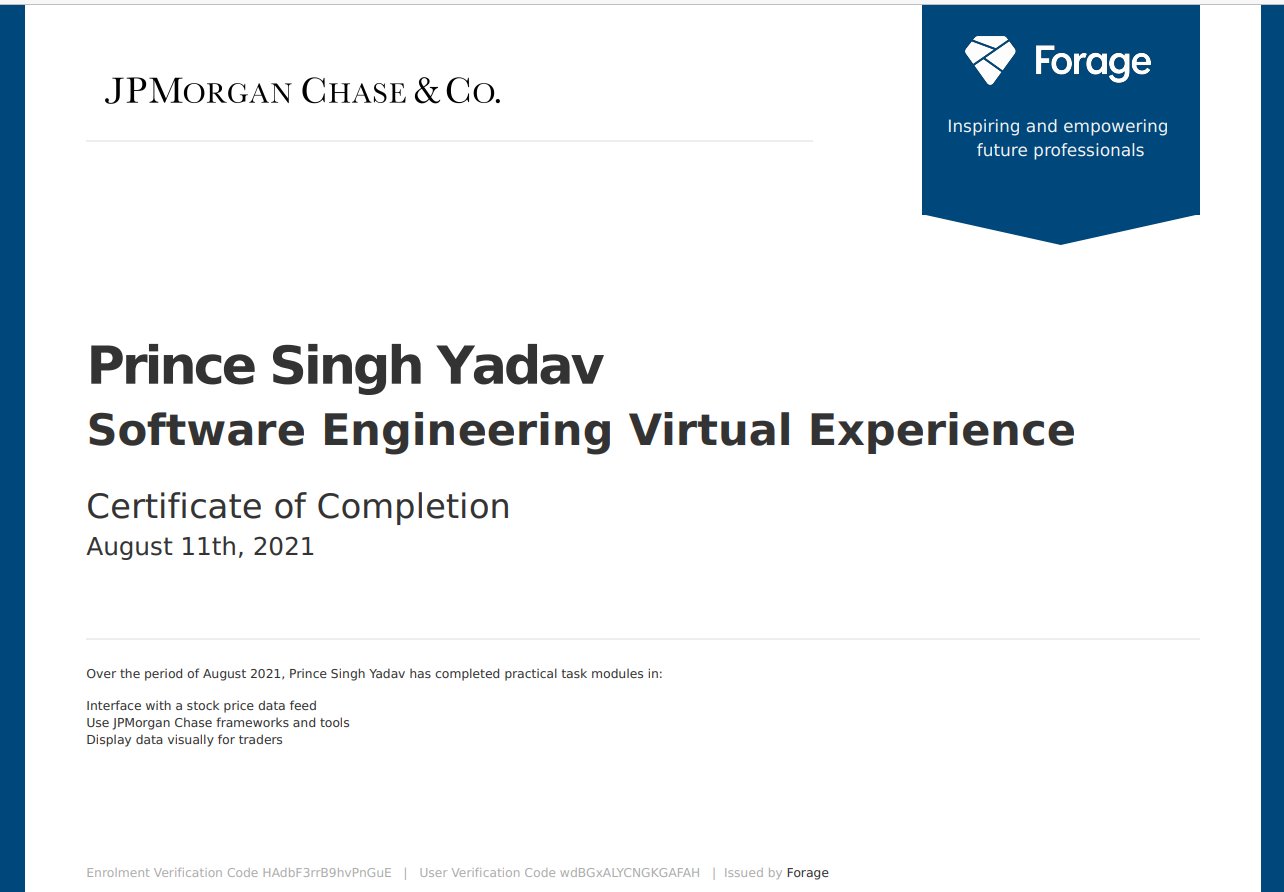 JPMORGAN CHASE & CO.
Forage
Inspiring and empowering
future professionals
Prince Singh Yadav
Software Engineering Virtual Experience
Certificate of Completion
August 11th, 2021
Over the period of August 2021, Prince Singh Yadav has completed practical task modules in:
Interface with a stock price data feed
Use JPMorgan Chase frameworks and tools
Display data visually for traders
Enrolment Verification Code HAdbF3rrB9hvPnGuE | User Verification Code wdBGxALYCNGKGAFAH | Issued by Forage